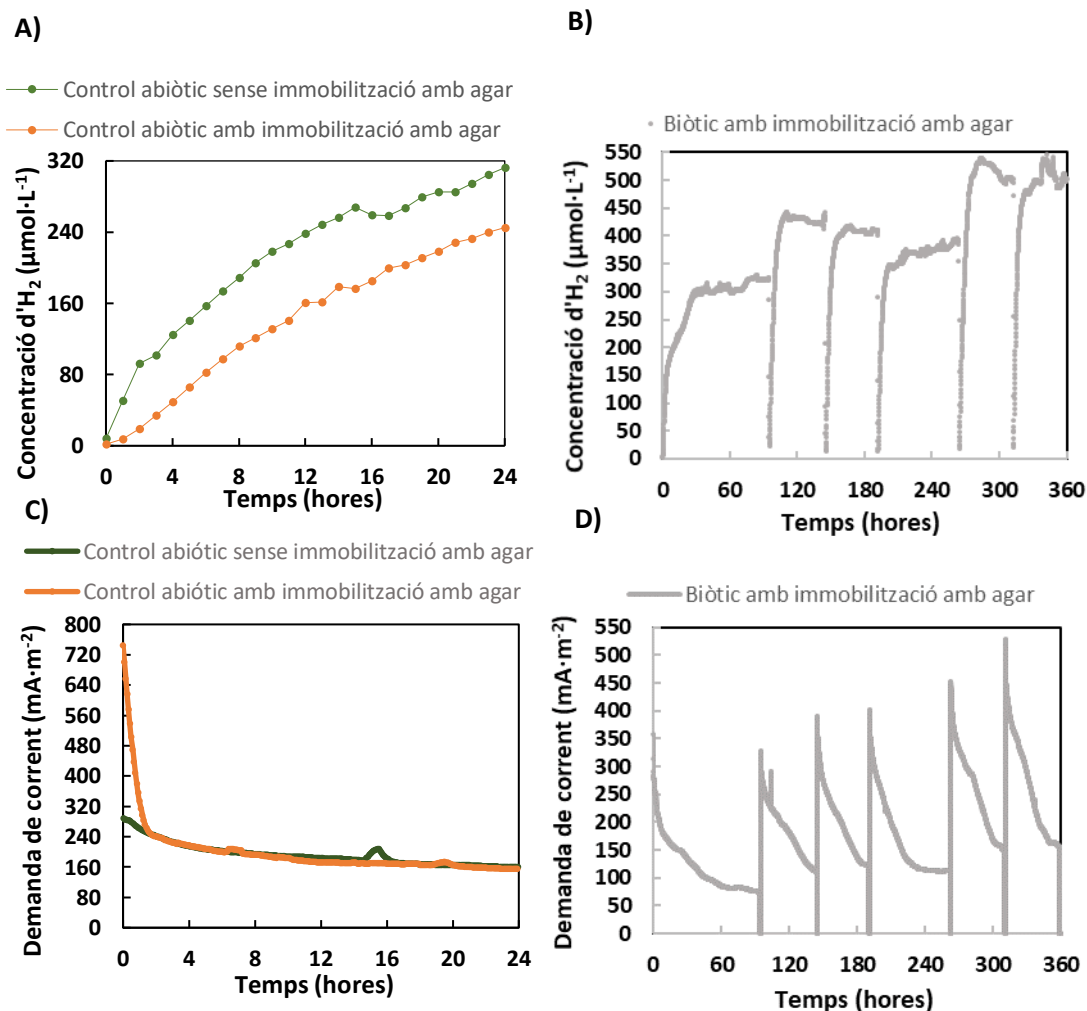 A)
Control abiòtic sense immobilització amb agar
Control abiòtic amb immobilització amb agar
Concentració d'H₂ (µmol·L⁻¹)
320
240
160
80
0
0 4 8 12 16 20 24
Temps (hores)
B)
Biòtic amb immobilització amb agar
Concentració d'H₂ (µmol·L⁻¹)
550
500
450
400
350
300
250
200
150
100
50
0
0 60 120 180 240 300 360
Temps (hores)
C)
Control abiótic sense immobilització amb agar
Control abiótic amb immobilització amb agar
Demanda de corrent (mA·m⁻²)
800
720
640
560
480
400
320
240
160
80
0
0 4 8 12 16 20 24
Temps (hores)
D)
Biòtic amb immobilització amb agar
Demanda de corrent (mA·m⁻²)
550
500
450
400
350
300
250
200
150
100
50
0
0 60 120 180 240 300 360
Temps (hores)